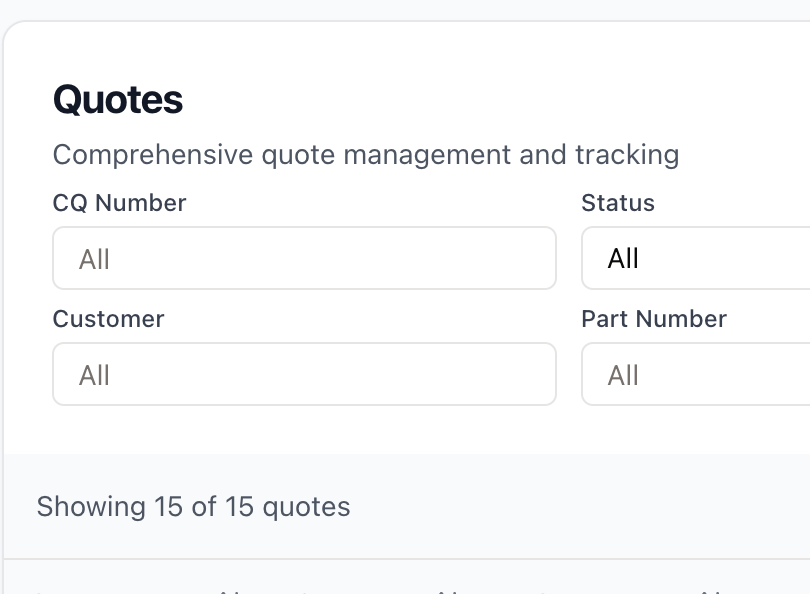 Quotes
Comprehensive quote management and tracking
CQ Number
Status
All
All
Customer
Part Number
All
All
Showing 15 of 15 quotes